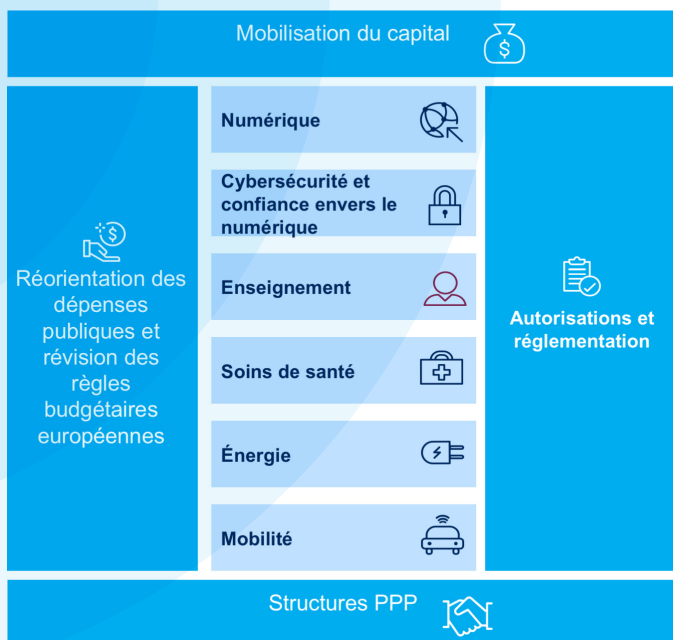 Mobilisation du capital
Réorientation des
dépenses
publiques et
révision des
règles
budgétaires
européennes
Numérique
Cybersécurité et
confiance envers le
numérique
Enseignement
Soins de santé
Énergie
Mobilité
Autorisations et
réglementation
Structures PPP